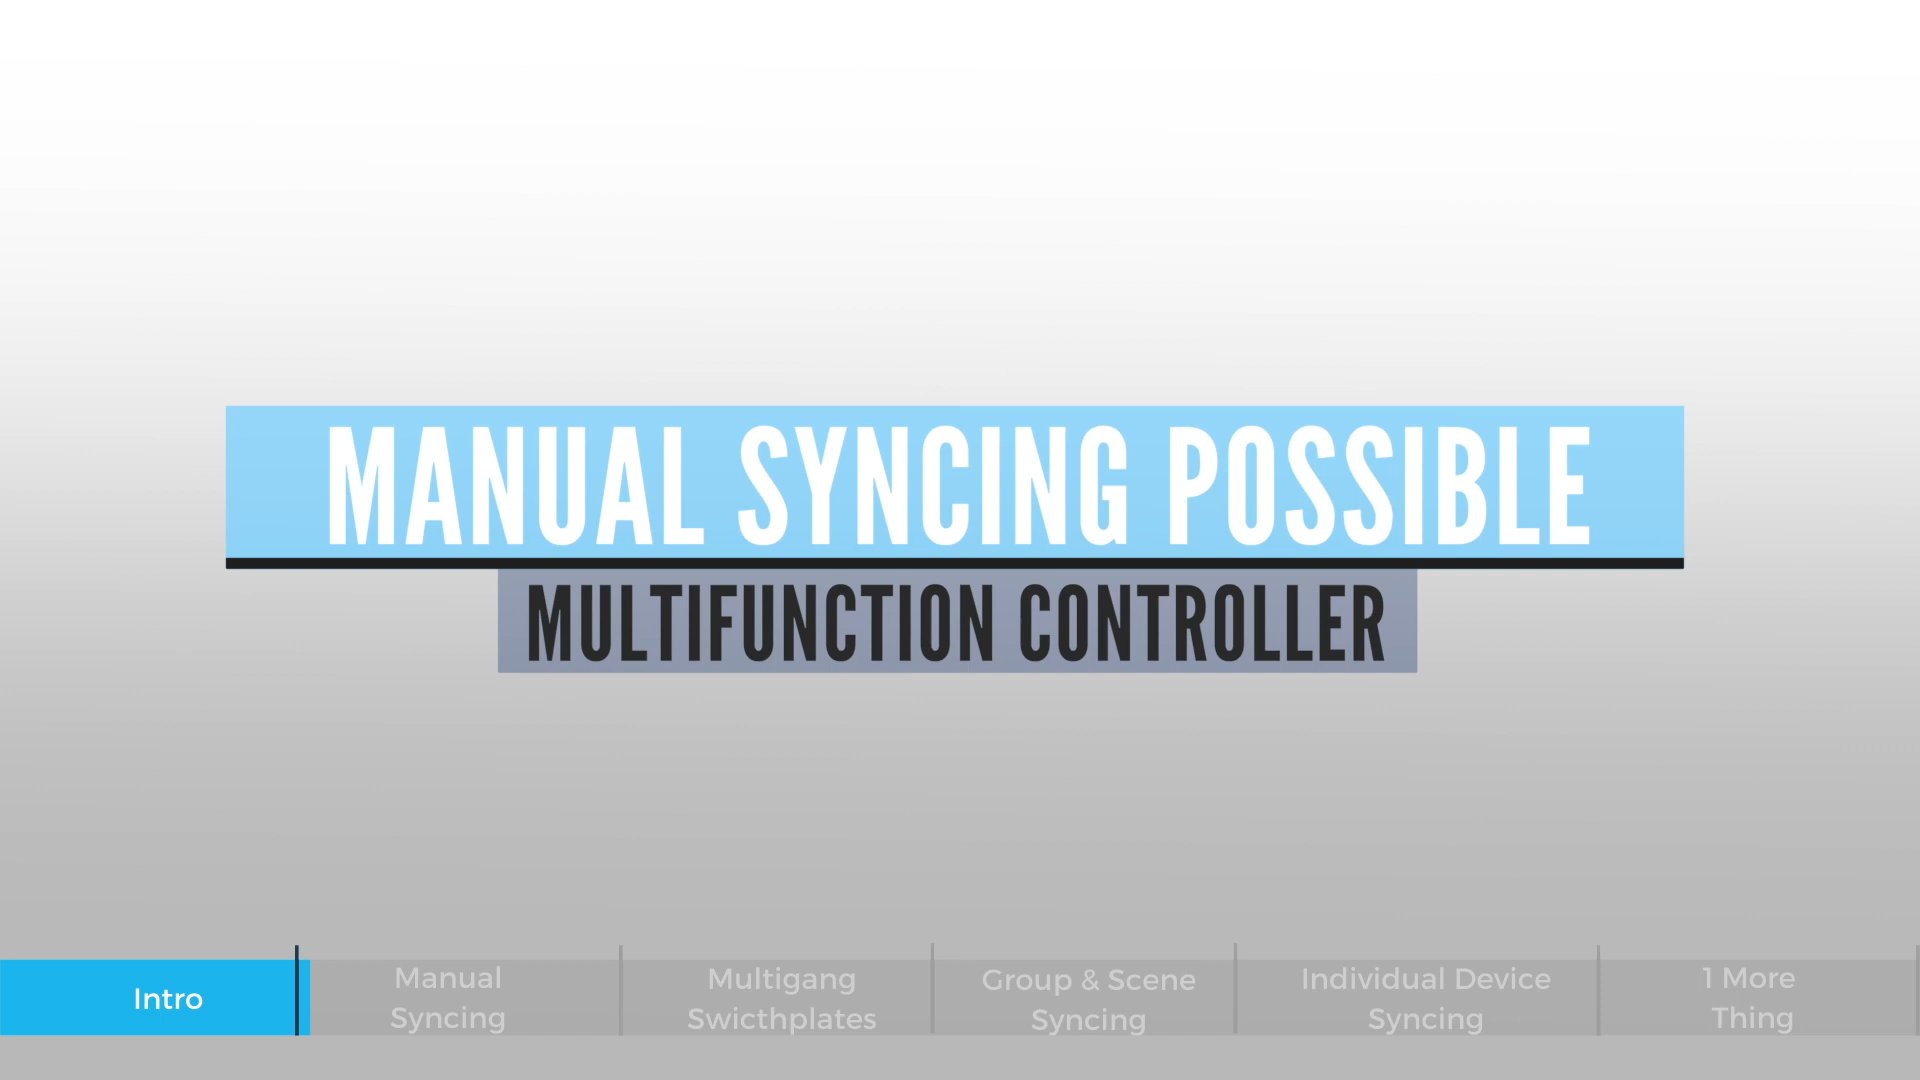 MANUAL SYNCING POSSIBLE
MULTIFUNCTION CONTROLLER
Intro
Manual
Syncing
Multigang
Swicthplates
Group & Scene
Syncing
Individual Device
Syncing
1 More
Thing